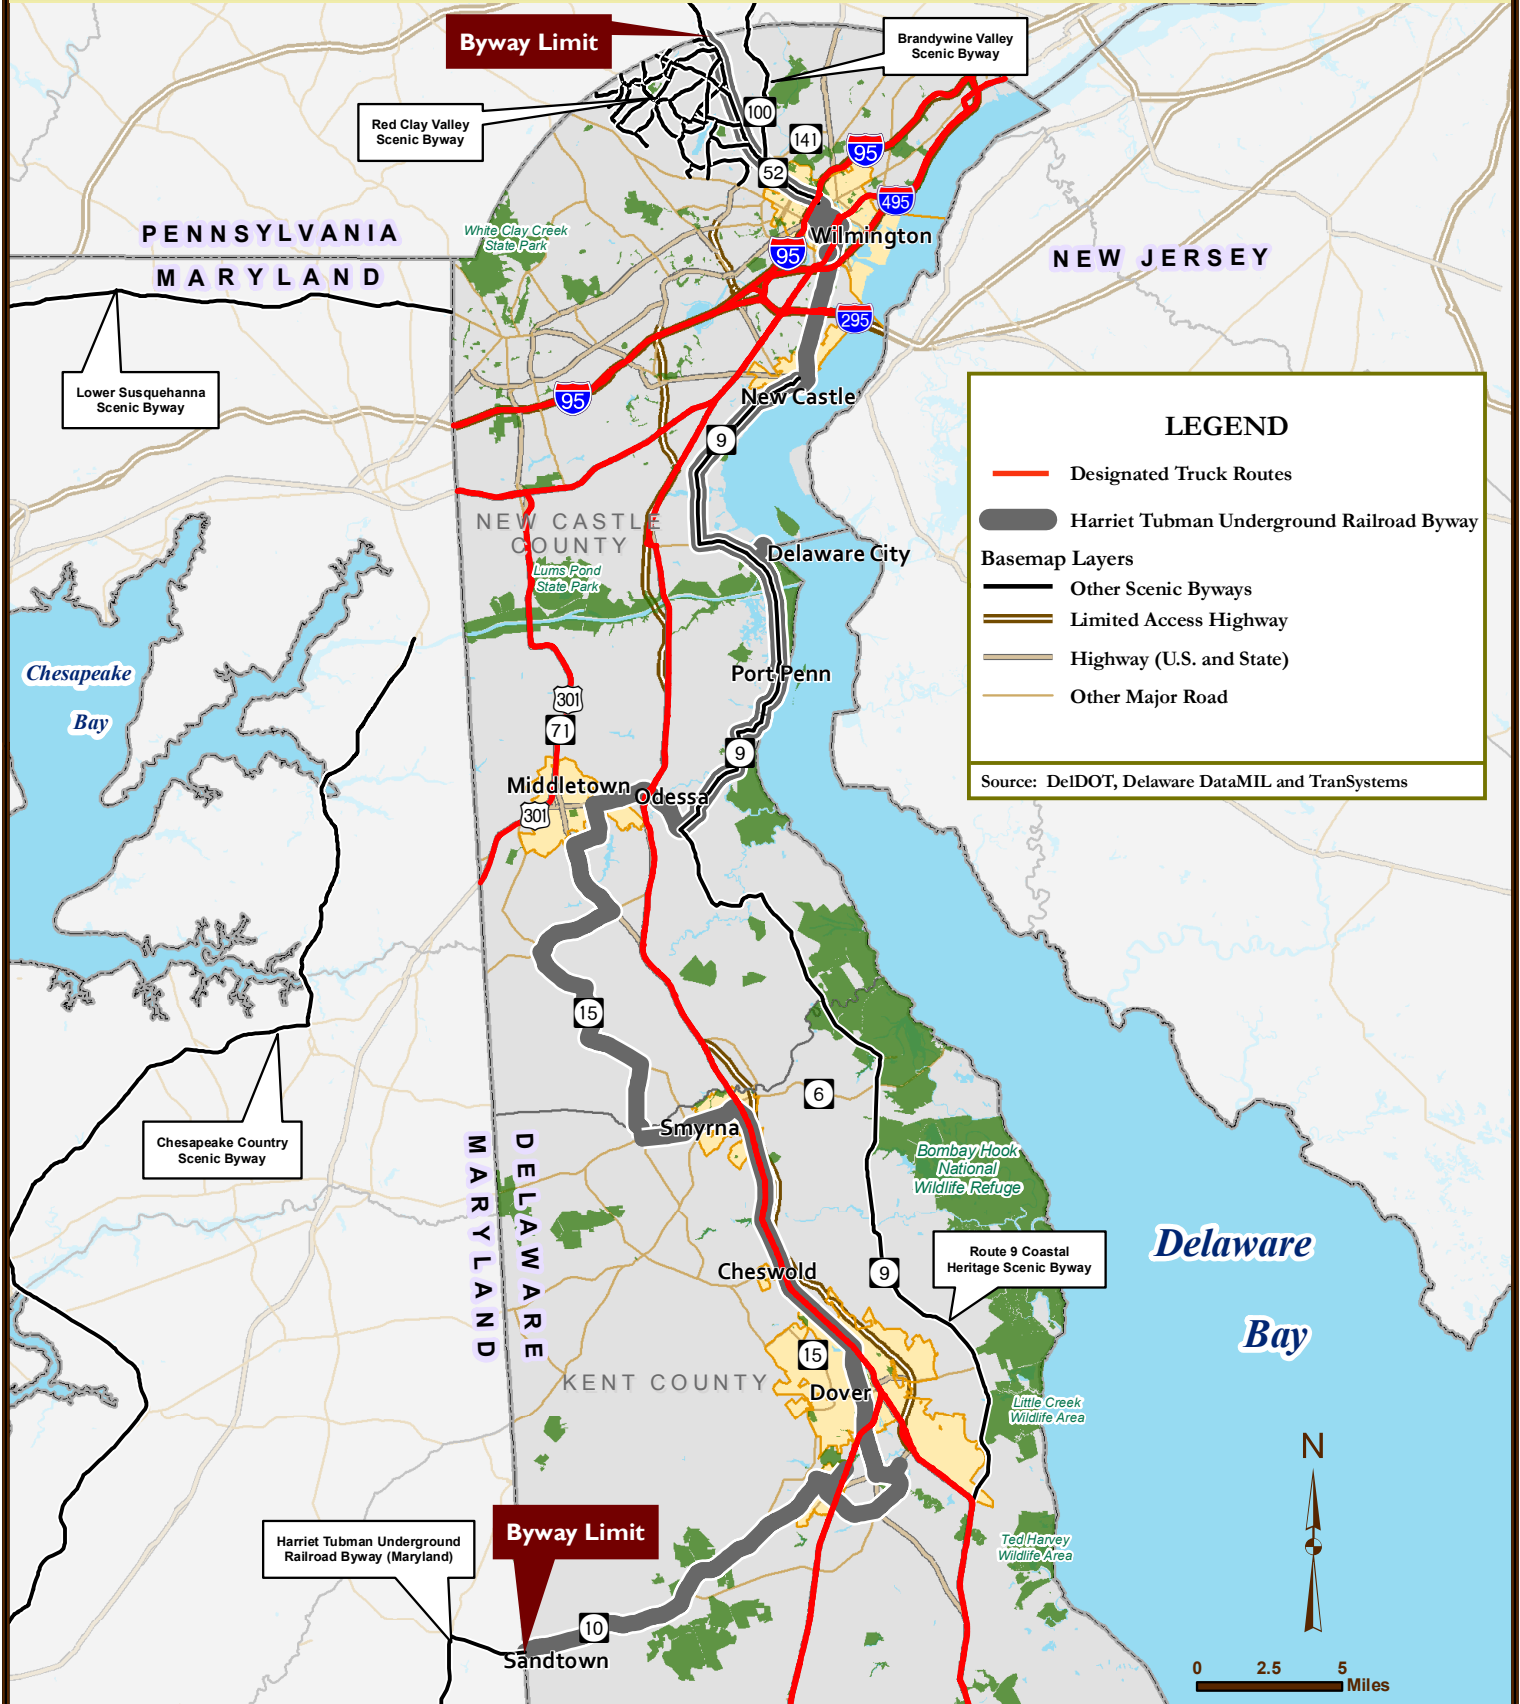 Byway Limit
Brandywine Valley
Scenic Byway
Red Clay Valley
Scenic Byway
100
141
95
52
495
PENNSYLVANIA
MARYLAND
White Clay Creek
State Park
Wilmington
95
NEW JERSEY
295
Lower Susquehanna
Scenic Byway
95
New Castle
9
LEGEND
Designated Truck Routes
Harriet Tubman Underground Railroad Byway
Basemap Layers
Other Scenic Byways
Limited Access Highway
Highway (U.S. and State)
Other Major Road
Source: DelDOT, Delaware DataMIL and TranSystems
NEW CASTLE
COUNTY
Delaware City
Lums Pond
State Park
Chesapeake
Bay
Port Penn
301
71
9
Middletown
Odessa
301
15
6
Smyrna
Chesapeake Country
Scenic Byway
MARYLAND
DELAWARE
Bombay Hook
National
Wildlife Refuge
Delaware
Bay
Route 9 Coastal
Heritage Scenic Byway
Cheswold
9
15
KENT COUNTY
Dover
Little Creek
Wildlife Area
N
Harriet Tubman Underground
Railroad Byway (Maryland)
Byway Limit
Ted Harvey
Wildlife Area
10
Sandtown
0 2.5 5
Miles